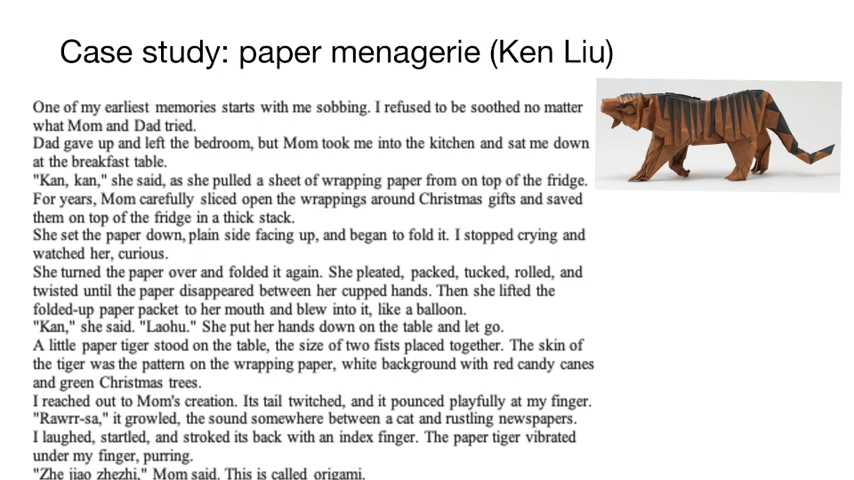 Case study: paper menagerie (Ken Liu)
One of my earliest memories starts with me sobbing. I refused to be soothed no matter
what Mom and Dad tried.
Dad gave up and left the bedroom, but Mom took me into the kitchen and sat me down
at the breakfast table.
"Kan, kan," she said, as she pulled a sheet of wrapping paper from on top of the fridge.
For years, Mom carefully sliced open the wrappings around Christmas gifts and saved
them on top of the fridge in a thick stack.
She set the paper down, plain side facing up, and began to fold it. I stopped crying and
watched her, curious.
She turned the paper over and folded it again. She pleated, packed, tucked, rolled, and
twisted until the paper disappeared between her cupped hands. Then she lifted the
folded-up paper packet to her mouth and blew into it, like a balloon.
"Kan," she said. "Laohu." She put her hands down on the table and let go.
A little paper tiger stood on the table, the size of two fists placed together. The skin of
the tiger was the pattern on the wrapping paper, white background with red candy canes
and green Christmas trees.
I reached out to Mom's creation. Its tail twitched, and it pounced playfully at my finger.
"Rawrr-sa," it growled, the sound somewhere between a cat and rustling newspapers.
I laughed, startled, and stroked its back with an index finger. The paper tiger vibrated
under my finger, purring.
"Zhe jiao zhezhi," Mom said. This is called origami.